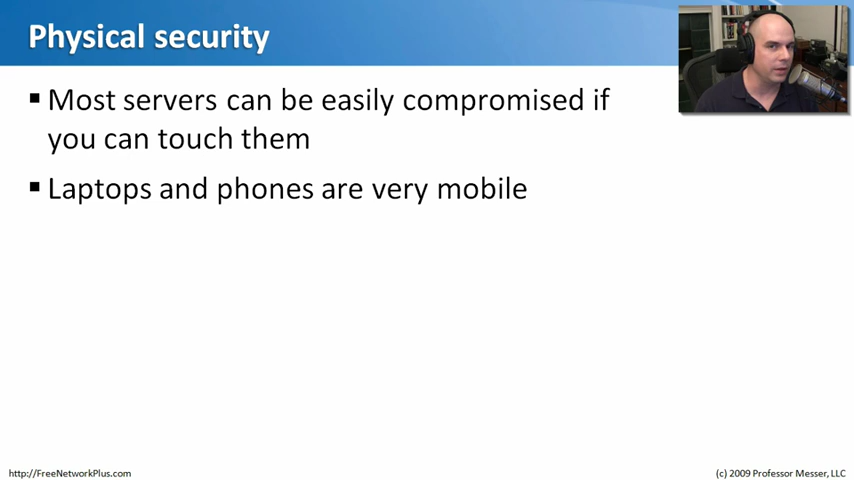 Physical security
▪ Most servers can be easily compromised if
you can touch them
▪ Laptops and phones are very mobile
http://FreeNetworkPlus.com
(c) 2009 Professor Messer, LLC